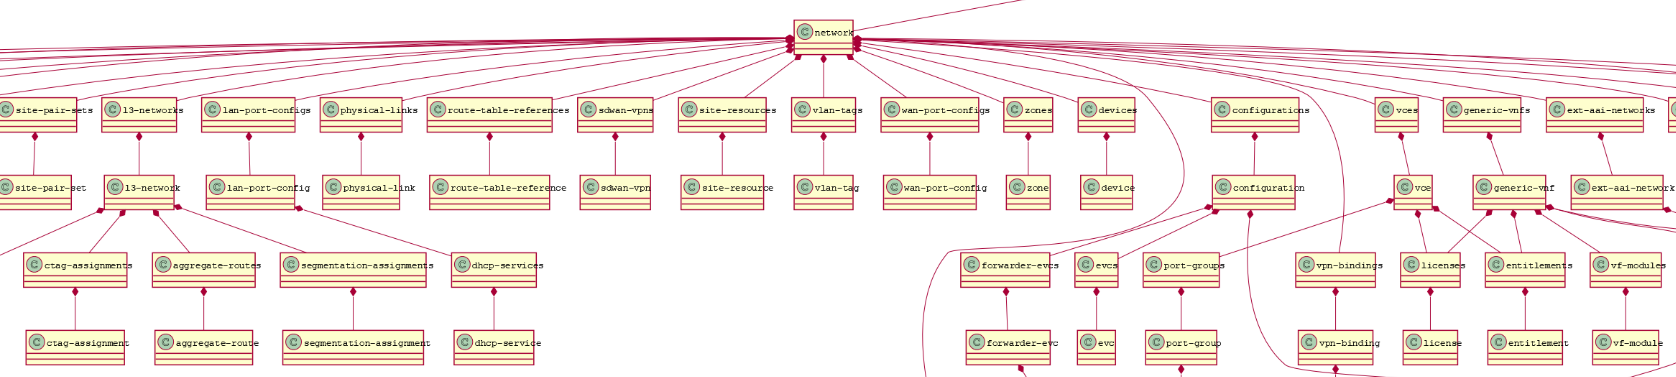 C network
C site-pair-sets
C l3-networks
C lan-port-configs
C physical-links
C route-table-references
C sdwan-vpns
C site-resources
C vlan-tags
C wan-port-configs
C zones
C devices
C configurations
C vces
C generic-vnfs
C ext-aai-networks
C site-pair-set
C l3-network
C lan-port-config
C physical-link
C route-table-reference
C sdwan-vpn
C site-resource
C vlan-tag
C wan-port-config
C zone
C device
C configuration
C vce
C generic-vnf
C ext-aai-network
C ctag-assignments
C aggregate-routes
C segmentation-assignments
C dhcp-services
C forwarder-evcs
C evcs
C port-groups
C vpn-bindings
C licenses
C entitlements
C vf-modules
C ctag-assignment
C aggregate-route
C segmentation-assignment
C dhcp-service
C forwarder-evc
C evc
C port-group
C vpn-binding
C license
C entitlement
C vf-module